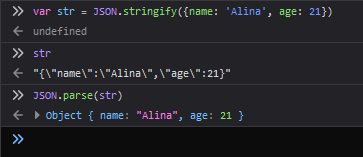 >> var str = JSON.stringify({name: 'Alina', age: 21})
← undefined
>> str
← "{\"name\":\"Alina\",\"age\":21}"
>> JSON.parse(str)
← ▶ Object { name: "Alina", age: 21 }
>>